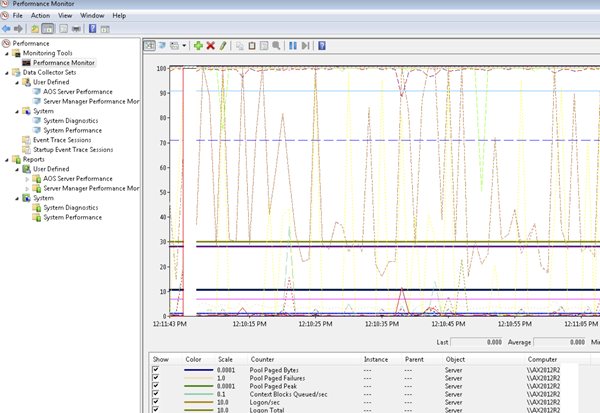 Performance Monitor
File Action View Window Help
Performance
Monitoring Tools
Performance Monitor
Data Collector Sets
User Defined
AOS Server Performance
Server Manager Performance Mor
System
System Diagnostics
System Performance
Event Trace Sessions
Startup Event Trace Sessions
Reports
User Defined
AOS Server Performance
Server Manager Performance Mor
System
System Diagnostics
System Performance
100
90
80
70
60
50
40
30
20
10
0
12:11:43 PM 12:10:15 PM 12:10:25 PM 12:10:35 PM 12:10:45 PM 12:10:55 PM 12:11:05 PM
Last 0.000 Average 0.000 Mi
Show Color Scale Counter Instance Parent Object Computer
0.0001 Pool Paged Bytes --- --- Server \\AX2012R2
1.0 Pool Paged Failures --- --- Server \\AX2012R2
0.0001 Pool Paged Peak --- --- Server \\AX2012R2
0.1 Context Blocks Queued/sec --- --- Server \\AX2012R2
10.0 Logon/sec --- --- Server \\AX2012R2
10.0 Logon Total --- --- Server \\AX2012R2